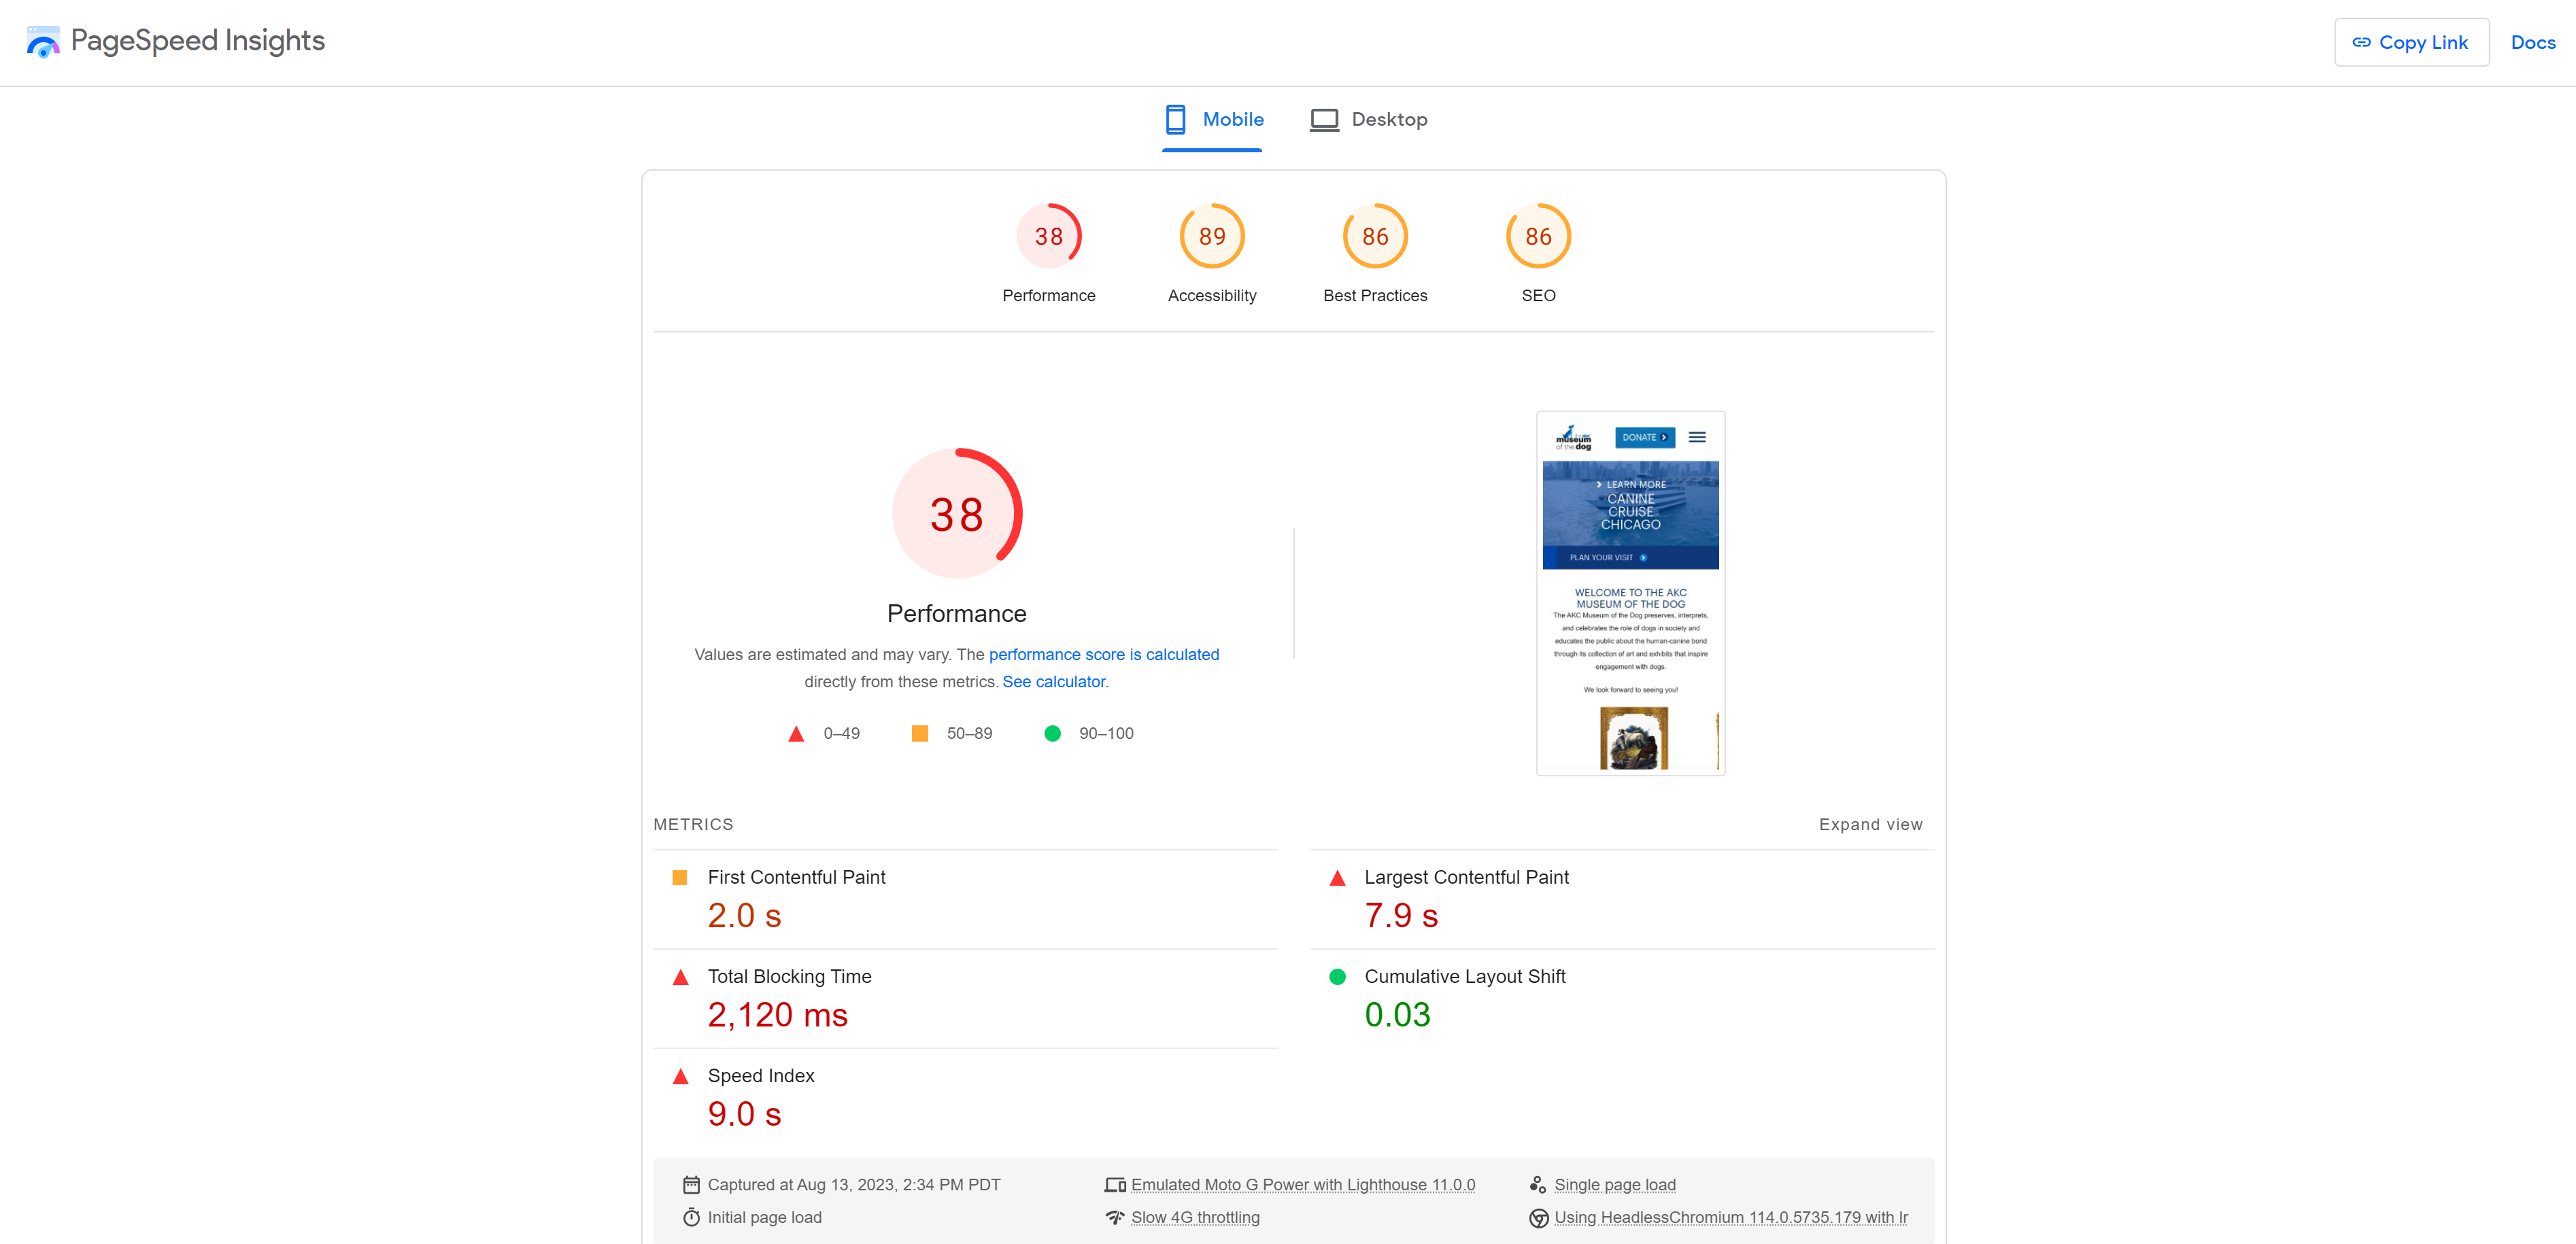 PageSpeed Insights
Copy Link
Docs
Mobile
Desktop
38
89
86
86
Performance
Accessibility
Best Practices
SEO
38
Performance
Values are estimated and may vary. The performance score is calculated
directly from these metrics. See calculator.
0–49
50–89
90–100
museum
of the dog
DONATE
LEARN MORE
CANINE
CRUISE
CHICAGO
PLAN YOUR VISIT
WELCOME TO THE AKC
MUSEUM OF THE DOG
The AKC Museum of the Dog preserves, interprets,
and celebrates the role of dogs in society and
educates the public about the human-canine bond
through its collection of art and exhibits that inspire
engagement with dogs.
We look forward to seeing you!
METRICS
Expand view
First Contentful Paint
2.0 s
Largest Contentful Paint
7.9 s
Total Blocking Time
2,120 ms
Cumulative Layout Shift
0.03
Speed Index
9.0 s
Captured at Aug 13, 2023, 2:34 PM PDT
Emulated Moto G Power with Lighthouse 11.0.0
Single page load
Initial page load
Slow 4G throttling
Using HeadlessChromium 114.0.5735.179 with lr